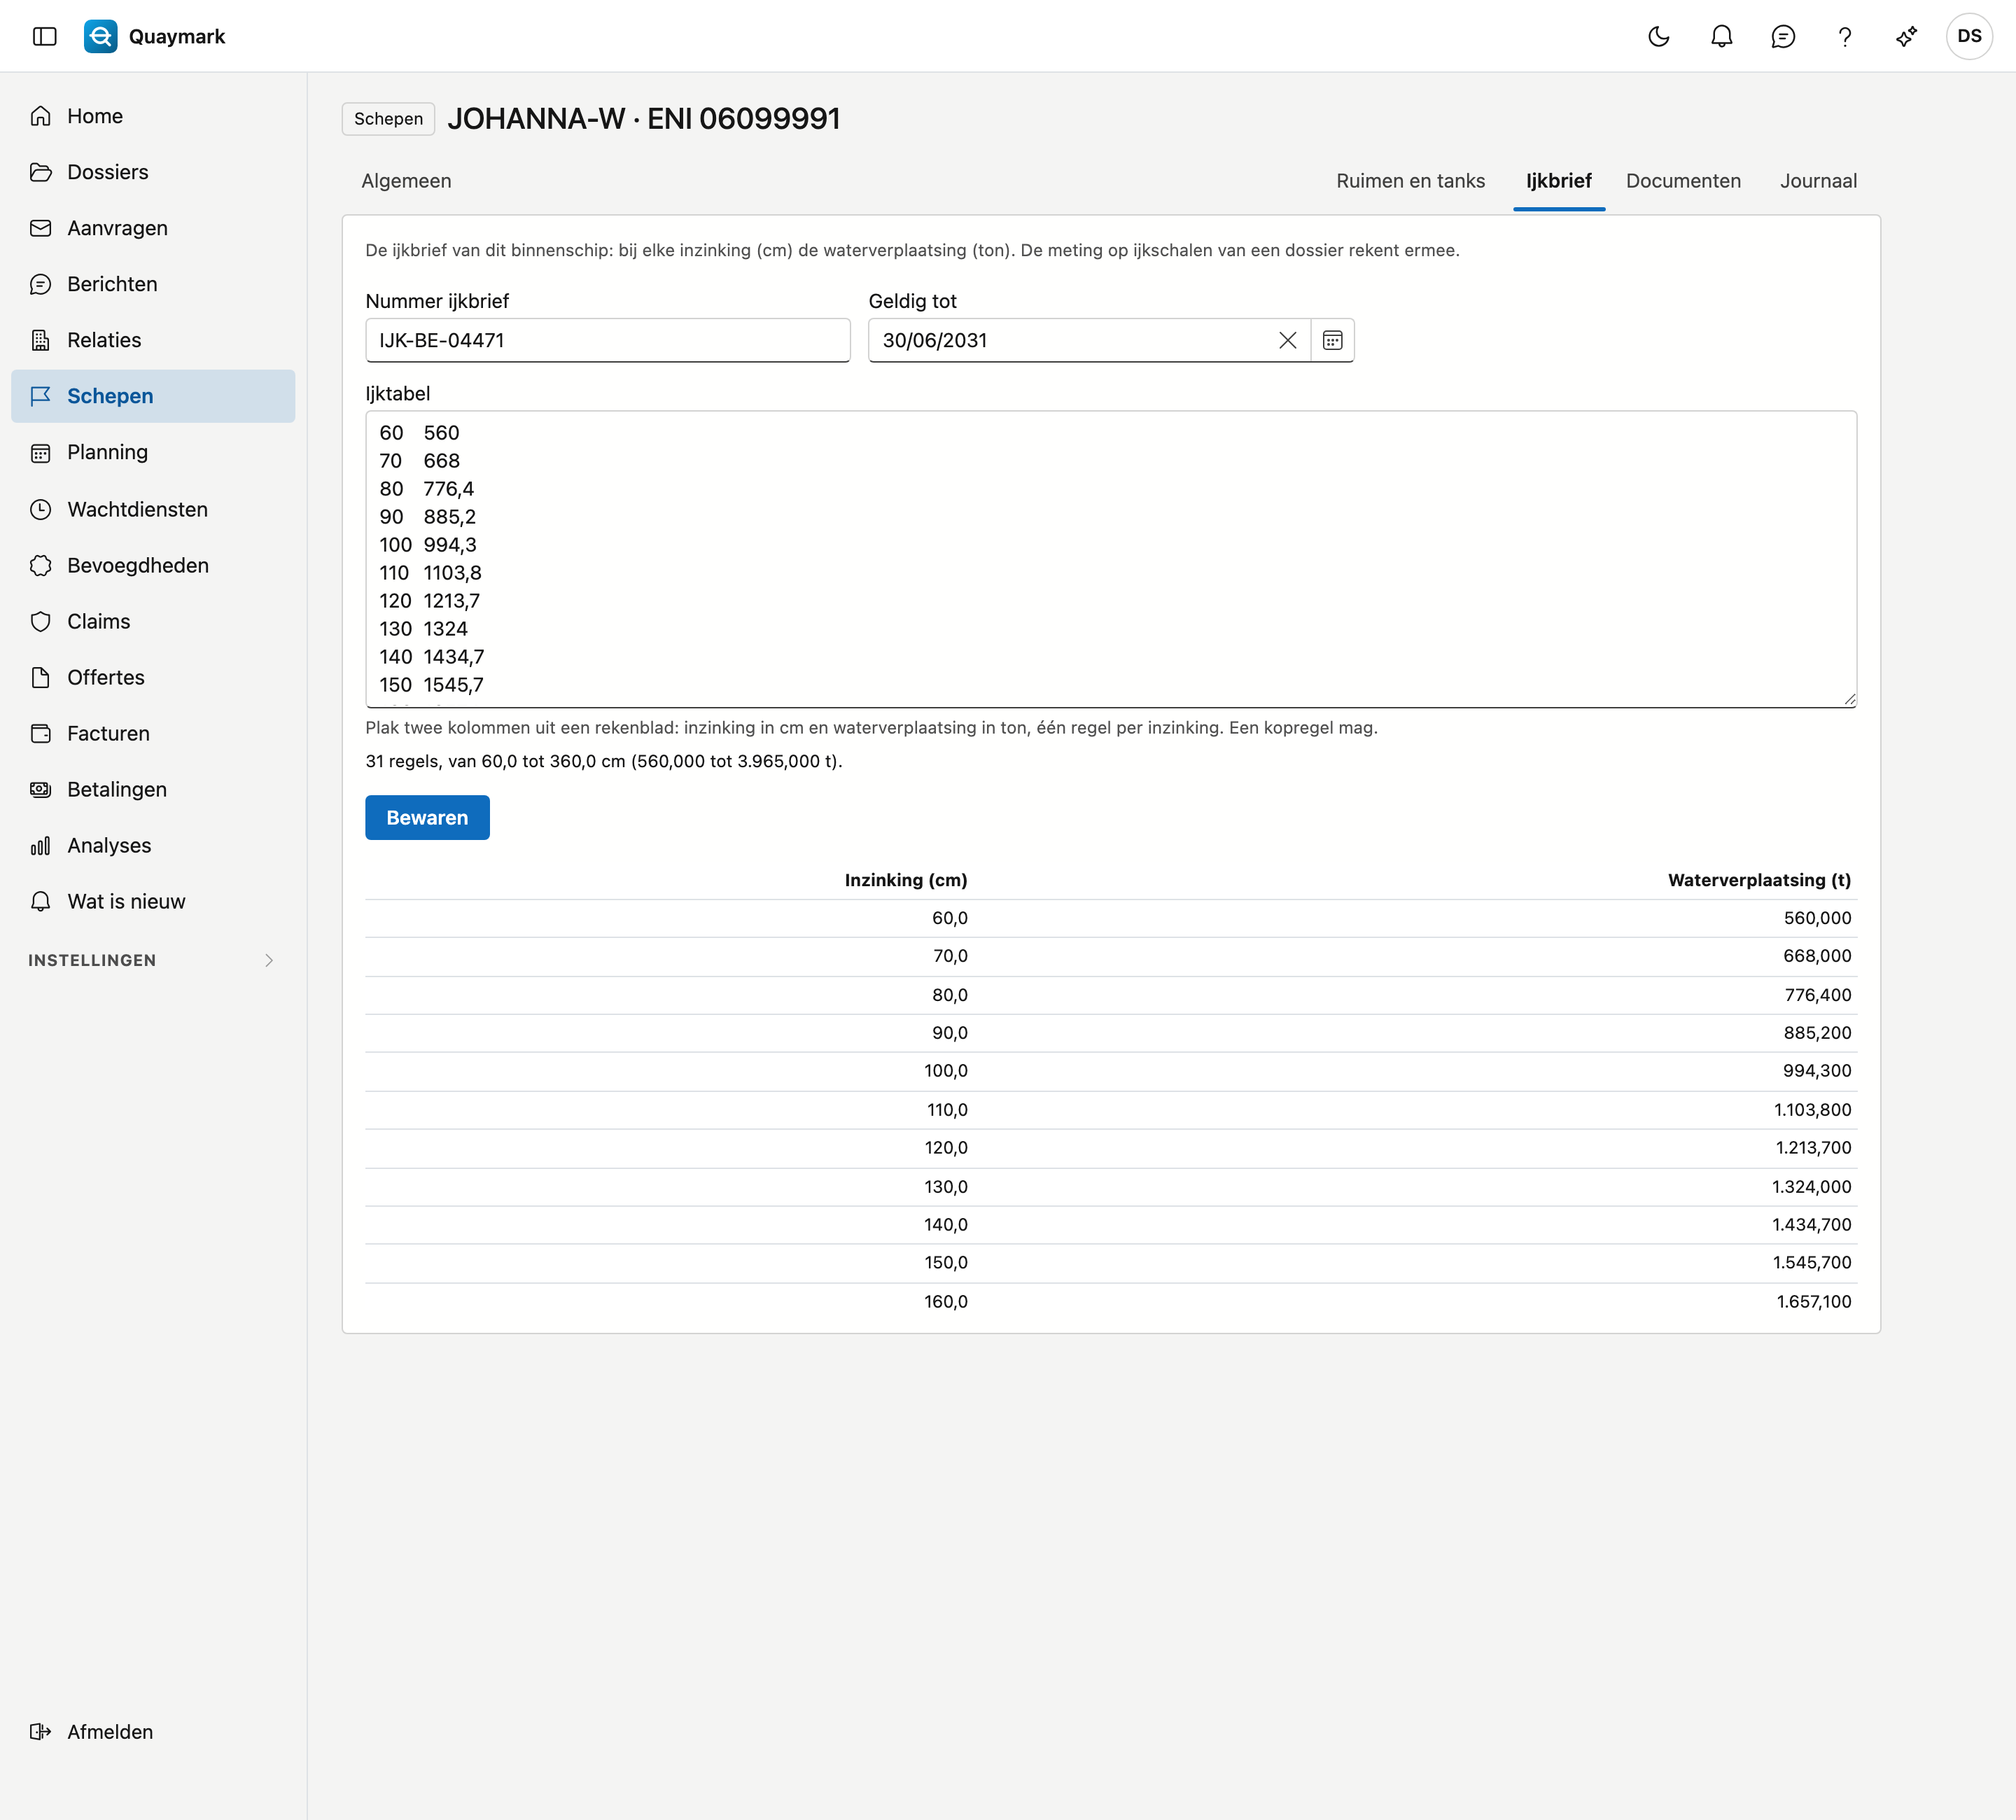 Quaymark
DS
Home
Dossiers
Aanvragen
Berichten
Relaties
Schepen
Planning
Wachtdiensten
Bevoegdheden
Claims
Offertes
Facturen
Betalingen
Analyses
Wat is nieuw
INSTELLINGEN
Afmelden
Schepen JOHANNA-W · ENI 06099991
Algemeen Ruimen en tanks Ijkbrief Documenten Journaal
De ijkbrief van dit binnenschip: bij elke inzinking (cm) de waterverplaatsing (ton). De meting op ijkschalen van een dossier rekent ermee.
Nummer ijkbrief Geldig tot
IJK-BE-04471 30/06/2031
Ijktabel
60 560
70 668
80 776,4
90 885,2
100 994,3
110 1103,8
120 1213,7
130 1324
140 1434,7
150 1545,7
Plak twee kolommen uit een rekenblad: inzinking in cm en waterverplaatsing in ton, één regel per inzinking. Een kopregel mag.
31 regels, van 60,0 tot 360,0 cm (560,000 tot 3.965,000 t).
Bewaren
Inzinking (cm) Waterverplaatsing (t)
60,0 560,000
70,0 668,000
80,0 776,400
90,0 885,200
100,0 994,300
110,0 1.103,800
120,0 1.213,700
130,0 1.324,000
140,0 1.434,700
150,0 1.545,700
160,0 1.657,100